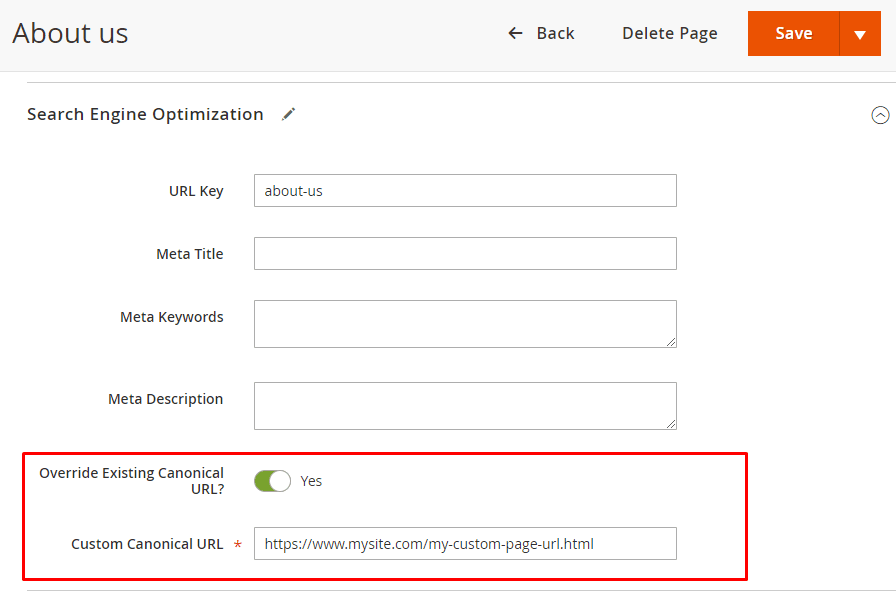 About us
Back
Delete Page
Save
Search Engine Optimization
URL Key
about-us
Meta Title
Meta Keywords
Meta Description
Override Existing Canonical
URL?
Yes
Custom Canonical URL *
https://www.mysite.com/my-custom-page-url.html